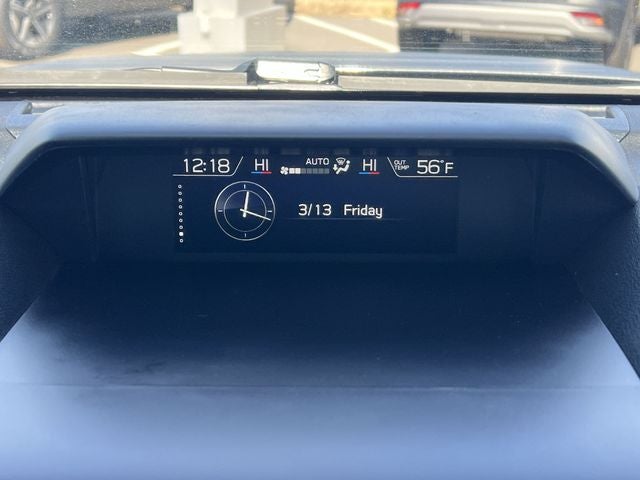 12:18 HI AUTO HI OUT TEMP 56°F
3/13 Friday